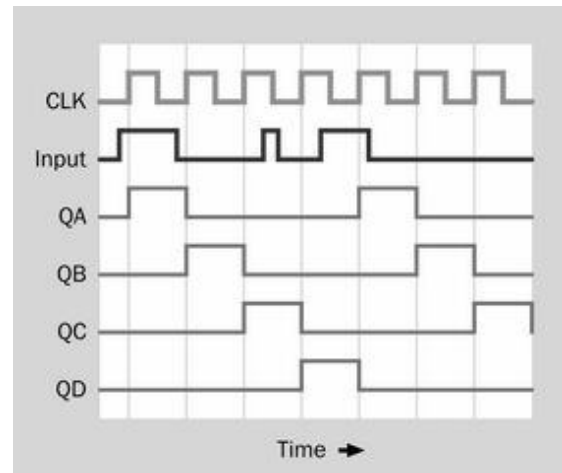 CLK
Input
QA
QB
QC
QD
Time →